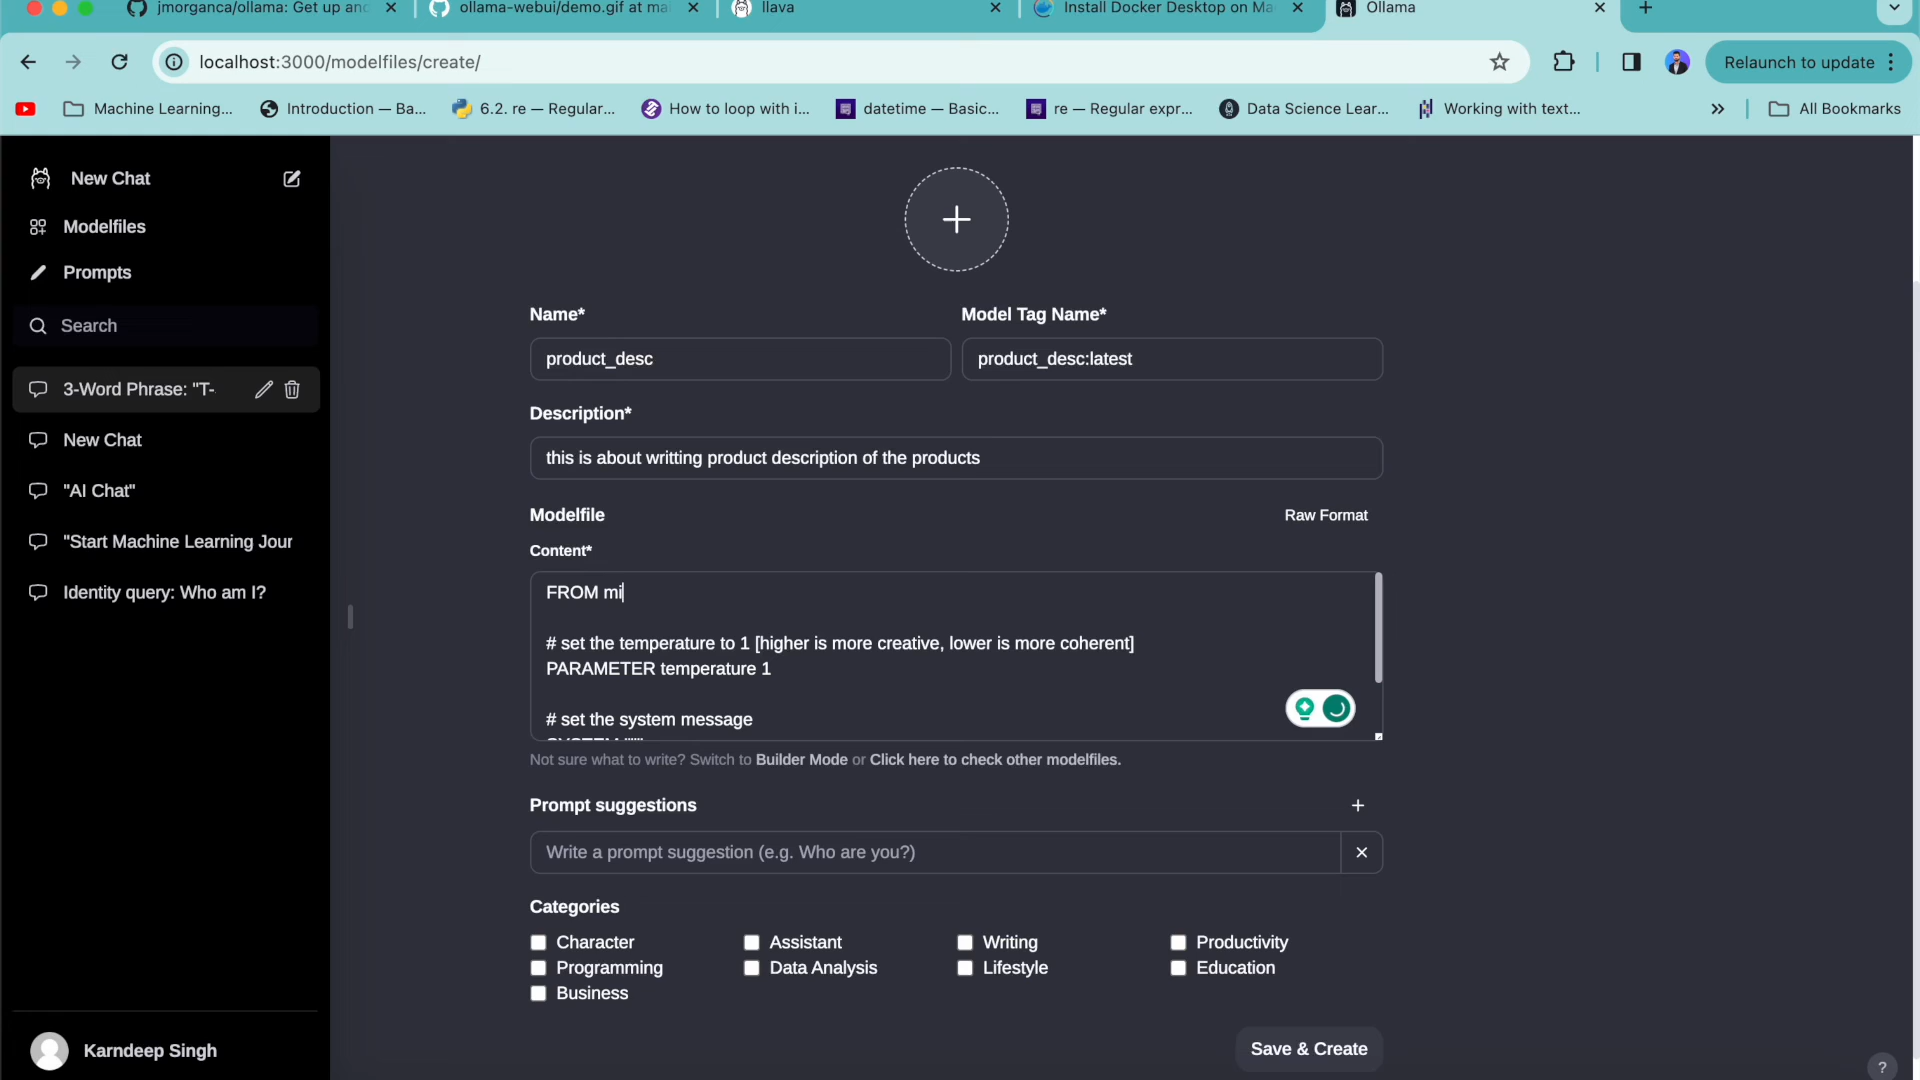 jmorganca/ollama: Get up and
ollama-webui/demo.gif at mai
llava
Install Docker Desktop on Ma
Ollama
localhost:3000/modelfiles/create/
Relaunch to update
Machine Learning...
Introduction — Ba...
6.2. re — Regular...
How to loop with i...
datetime — Basic...
re — Regular expr...
Data Science Lear...
Working with text...
All Bookmarks
New Chat
Modelfiles
Prompts
Search
3-Word Phrase: "T-
New Chat
"AI Chat"
"Start Machine Learning Jour
Identity query: Who am I?
Karndeep Singh
Name*
Model Tag Name*
product_desc
product_desc:latest
Description*
this is about writting product description of the products
Modelfile
Raw Format
Content*
FROM mi
# set the temperature to 1 [higher is more creative, lower is more coherent]
PARAMETER temperature 1
# set the system message
SYSTEM """
Not sure what to write? Switch to Builder Mode or Click here to check other modelfiles.
Prompt suggestions
Write a prompt suggestion (e.g. Who are you?)
Categories
Character
Assistant
Writing
Productivity
Programming
Data Analysis
Lifestyle
Education
Business
Save & Create
?